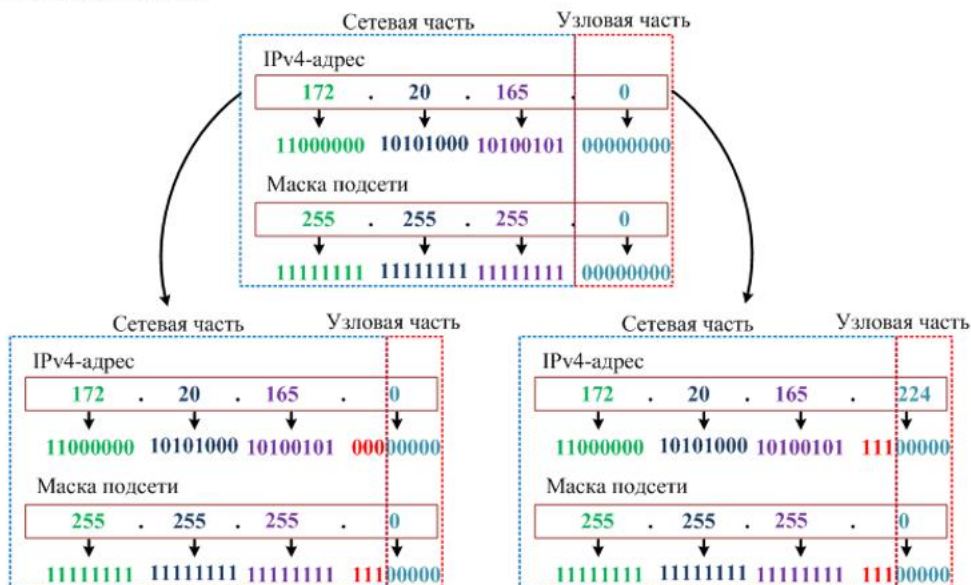 Сетевая часть Узловая часть
IPv4-адрес
172 . 20 . 165 . 0
11000000 10101000 10100101 00000000
Маска подсети
255 . 255 . 255 . 0
11111111 11111111 11111111 00000000
Сетевая часть Узловая часть
IPv4-адрес
172 . 20 . 165 . 0
11000000 10101000 10100101 00000000
Маска подсети
255 . 255 . 255 . 0
11111111 11111111 11111111 11100000
Сетевая часть Узловая часть
IPv4-адрес
172 . 20 . 165 . 224
11000000 10101000 10100101 11100000
Маска подсети
255 . 255 . 255 . 0
11111111 11111111 11111111 11100000